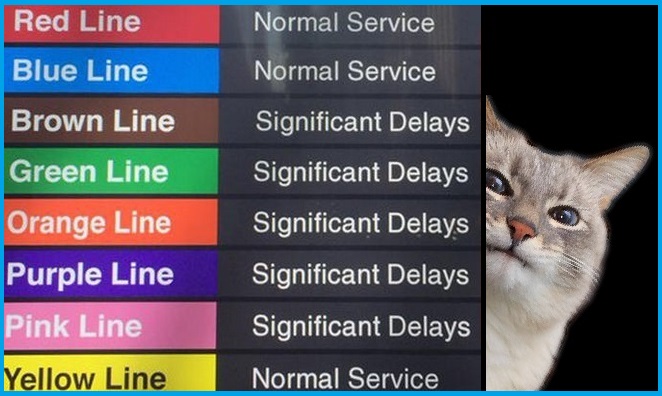 Red Line Normal Service
Blue Line Normal Service
Brown Line Significant Delays
Green Line Significant Delays
Orange Line Significant Delays
Purple Line Significant Delays
Pink Line Significant Delays
Yellow Line Normal Service